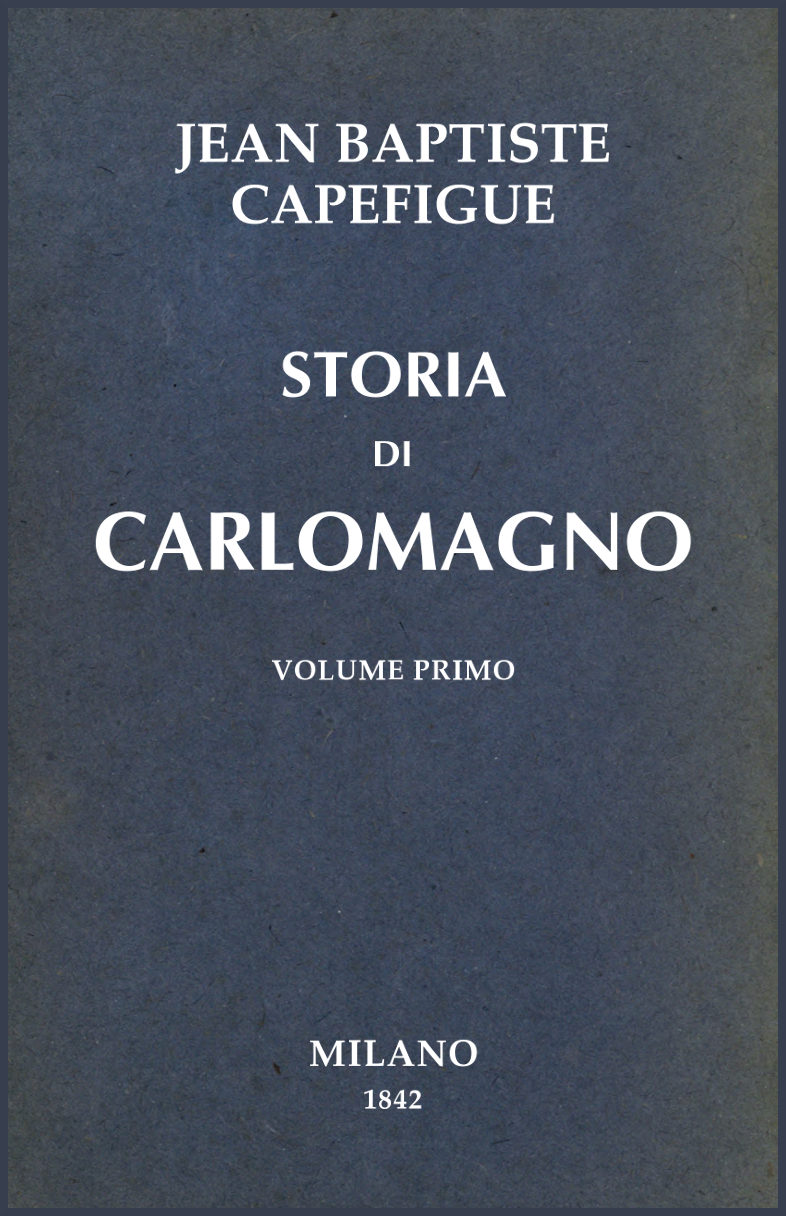 JEAN BAPTISTE
CAPEFIGUE
STORIA
DI
CARLOMAGNO
VOLUME PRIMO
MILANO
1842